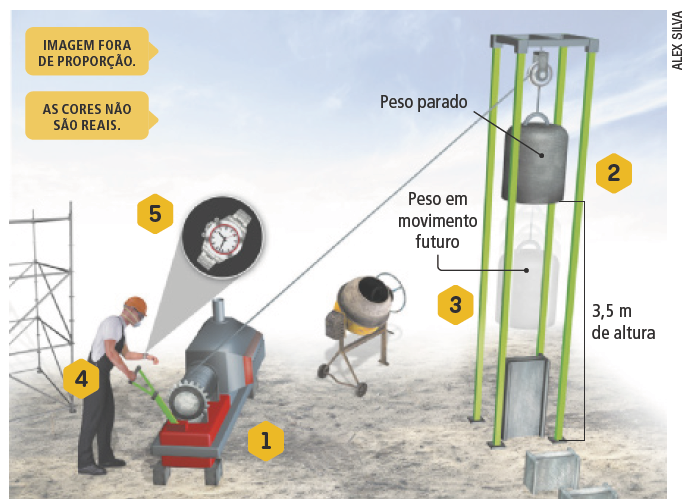 IMAGEM FORA
DE PROPORÇÃO.
AS CORES NÃO
SÃO REAIS.
ALEX SILVA
Peso parado
2
5
Peso em
movimento
futuro
3
3,5 m
de altura
4
1